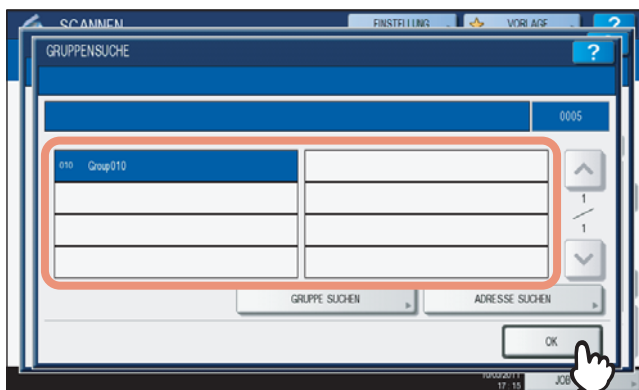 SCANNEN EINSTELLUNG VORLAGE ?
GRUPPENSUCHE ?
0005
010 Group010
1
1
GRUPPE SUCHEN ADRESSE SUCHEN
OK
17:15 JOB